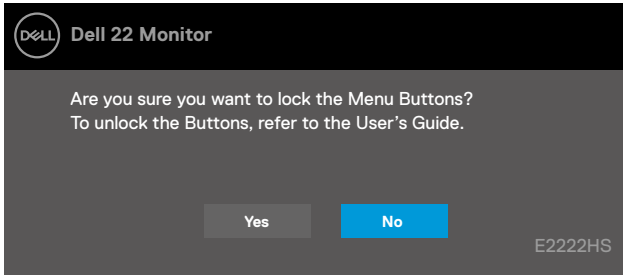 DELL Dell 22 Monitor
Are you sure you want to lock the Menu Buttons?
To unlock the Buttons, refer to the User's Guide.
Yes No
E2222HS